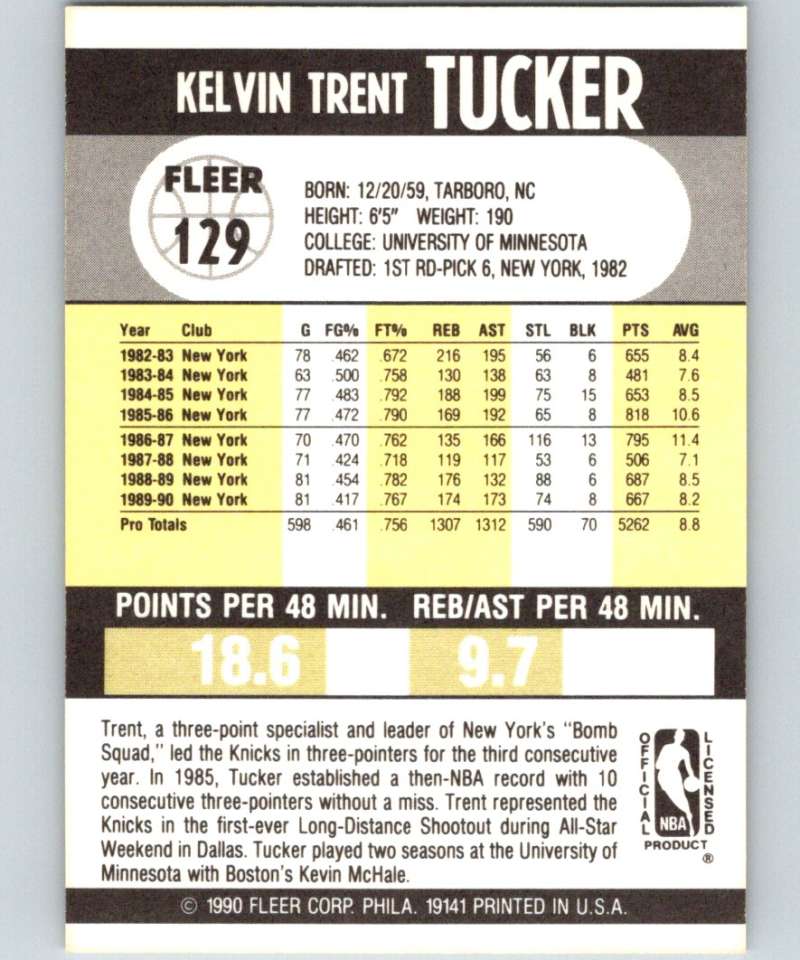 KELVIN TRENT TUCKER
FLEER
129
BORN: 12/20/59, TARBORO, NC
HEIGHT: 6'5" WEIGHT: 190
COLLEGE: UNIVERSITY OF MINNESOTA
DRAFTED: 1ST RD-PICK 6, NEW YORK, 1982
Year Club G FG% FT% REB AST STL BLK PTS AVG
1982-83 New York 78 .462 .672 216 195 56 6 655 8.4
1983-84 New York 63 .500 .758 130 138 63 8 481 7.6
1984-85 New York 77 .483 .792 188 199 75 15 653 8.5
1985-86 New York 77 .472 .790 169 192 65 8 818 10.6
1986-87 New York 70 .470 .762 135 166 116 13 795 11.4
1987-88 New York 71 .424 .718 119 117 53 6 506 7.1
1988-89 New York 81 .454 .782 176 132 88 6 687 8.5
1989-90 New York 81 .417 .767 174 173 74 8 667 8.2
Pro Totals 598 .461 .756 1307 1312 590 70 5262 8.8
POINTS PER 48 MIN. REB/AST PER 48 MIN.
18.6 9.7
Trent, a three-point specialist and leader of New York's "Bomb
Squad," led the Knicks in three-pointers for the third consecutive
year. In 1985, Tucker established a then-NBA record with 10
consecutive three-pointers without a miss. Trent represented the
Knicks in the first-ever Long-Distance Shootout during All-Star
Weekend in Dallas. Tucker played two seasons at the University of
Minnesota with Boston's Kevin McHale.
OFFICIAL
NBA
LICENSED
PRODUCT
®
© 1990 FLEER CORP. PHILA. 19141 PRINTED IN U.S.A.